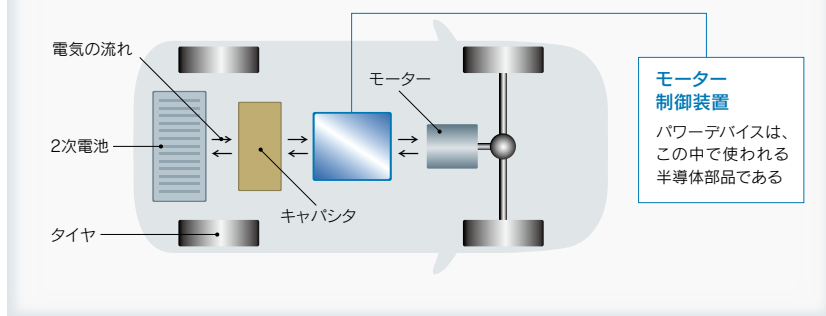 電気の流れ
モーター
2次電池
キャパシタ
タイヤ
モーター
制御装置
パワーデバイスは、
この中で使われる
半導体部品である